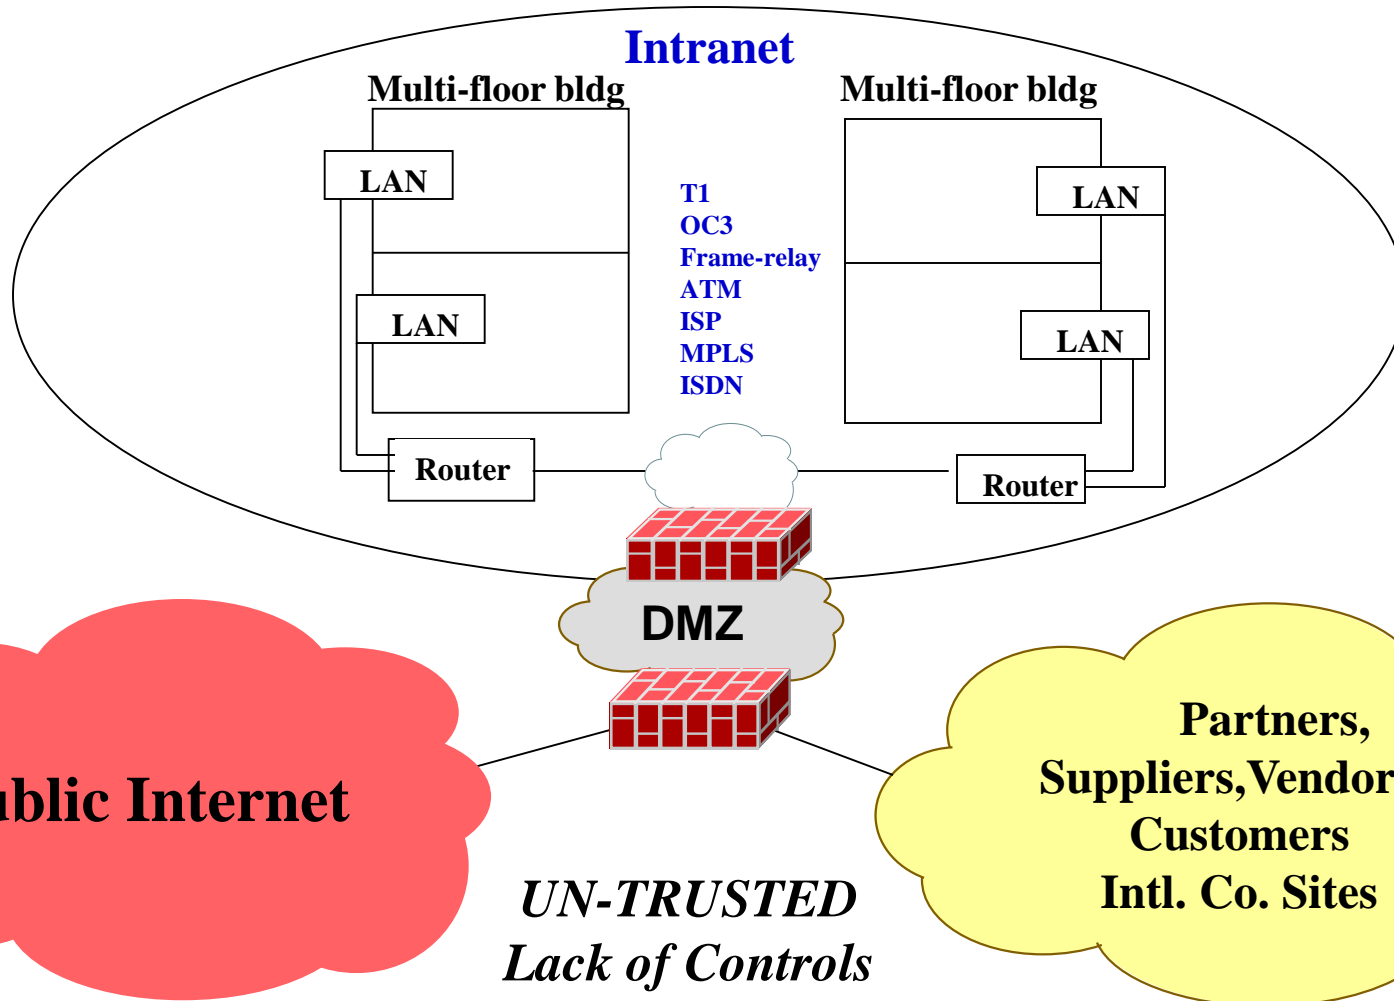 Intranet
Multi-floor bldg
Multi-floor bldg
LAN
LAN
T1
OC3
Frame-relay
ATM
ISP
MPLS
ISDN
LAN
LAN
Router
Router
DMZ
ublic Internet
Partners,
Suppliers,Vendor
Customers
Intl. Co. Sites
UN-TRUSTED
Lack of Controls